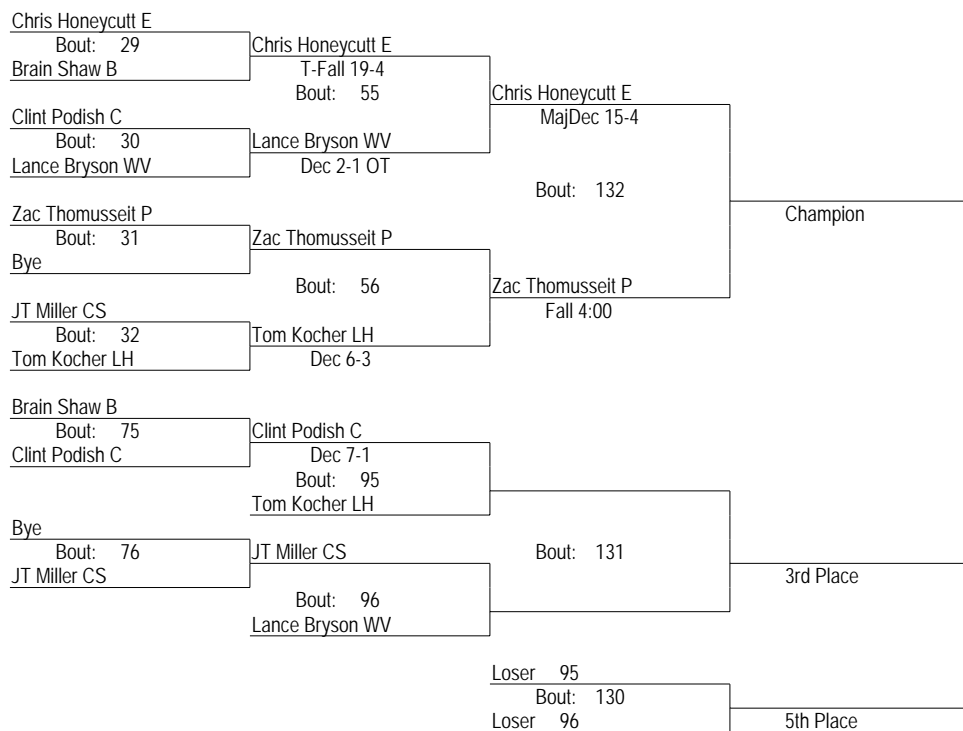 Chris Honeycutt E
Bout: 29
Chris Honeycutt E
Brain Shaw B
T-Fall 19-4
Bout: 55
Chris Honeycutt E
Clint Podish C
MajDec 15-4
Bout: 30
Lance Bryson WV
Lance Bryson WV
Dec 2-1 OT
Bout: 132
Zac Thomusseit P
Champion
Bout: 31
Zac Thomusseit P
Bye
Bout: 56
Zac Thomusseit P
JT Miller CS
Fall 4:00
Bout: 32
Tom Kocher LH
Tom Kocher LH
Dec 6-3
Brain Shaw B
Bout: 75
Clint Podish C
Clint Podish C
Dec 7-1
Bout: 95
Tom Kocher LH
Bye
Bout: 76
JT Miller CS
Bout: 131
JT Miller CS
3rd Place
Bout: 96
Lance Bryson WV
Loser 95
Bout: 130
Loser 96
5th Place